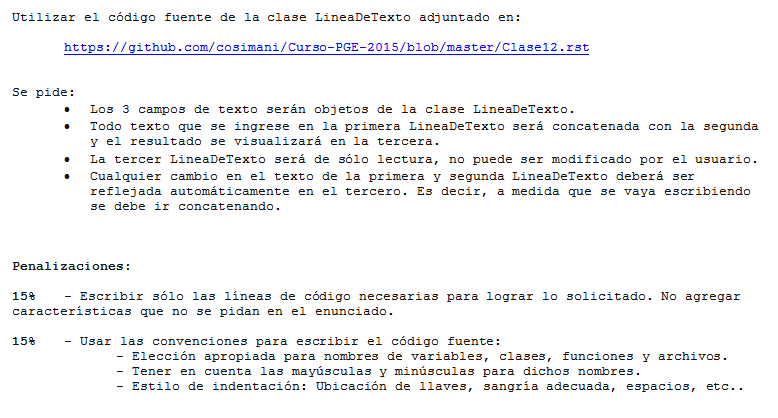 Utilizar el código fuente de la clase LineaDeTexto adjuntado en:
https://github.com/cosimani/Curso-PGE-2015/blob/master/Clase12.rst
Se pide:
• Los 3 campos de texto serán objetos de la clase LineaDeTexto.
• Todo texto que se ingrese en la primera LineaDeTexto será concatenada con la segunda
y el resultado se visualizará en la tercera.
• La tercer LineaDeTexto será de sólo lectura, no puede ser modificado por el usuario.
• Cualquier cambio en el texto de la primera y segunda LineaDeTexto deberá ser
reflejada automáticamente en el tercero. Es decir, a medida que se vaya escribiendo
se debe ir concatenando.
Penalizaciones:
15% - Escribir sólo las líneas de código necesarias para lograr lo solicitado. No agregar
características que no se pidan en el enunciado.
15% - Usar las convenciones para escribir el código fuente:
- Elección apropiada para nombres de variables, clases, funciones y archivos.
- Tener en cuenta las mayúsculas y minúsculas para dichos nombres.
- Estilo de indentación: Ubicación de llaves, sangría adecuada, espacios, etc..